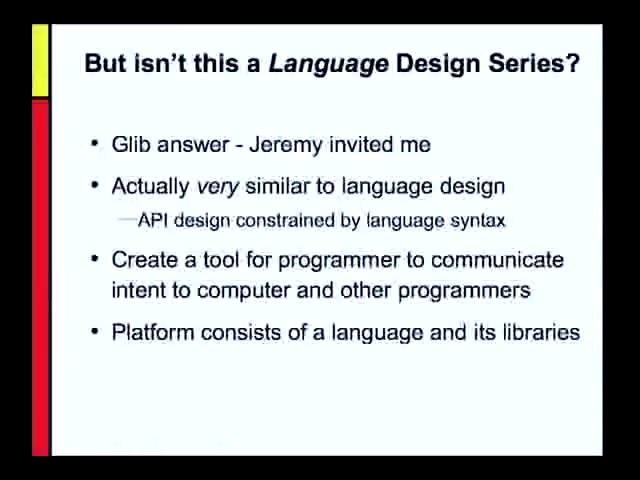 But isn't this a Language Design Series?
• Glib answer - Jeremy invited me
• Actually very similar to language design
—API design constrained by language syntax
• Create a tool for programmer to communicate
intent to computer and other programmers
• Platform consists of a language and its libraries